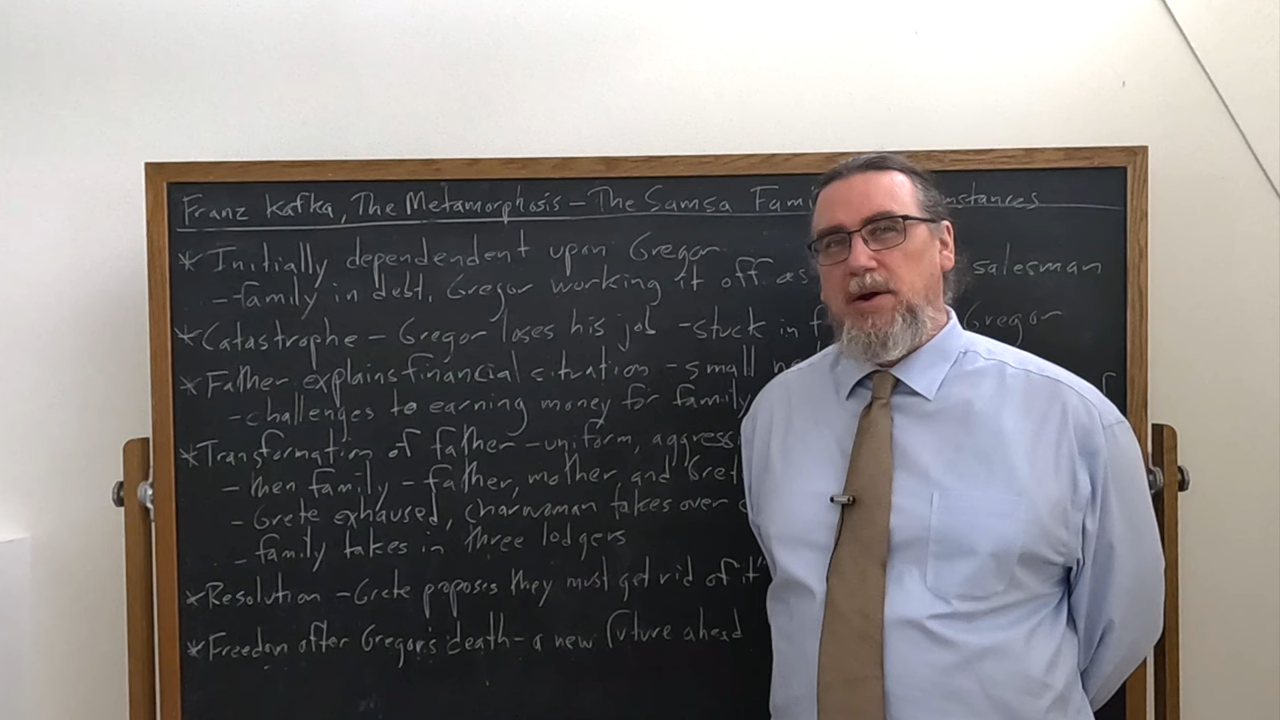 Franz Kafka, The Metamorphosis - The Samsa Fami mstances
* Initially dependendent upon Gregor
- family in debt, Gregor working it off as salesman
* Catastrophe - Gregor loses his job - stuck in f Gregor
* Father explains financial situation - small
- challenges to earning money for family
* Transformation of father - uniform, aggressi
- then family - father, mother, and Gret
- Grete exhaused, charwoman takes over
- family takes in three lodgers
* Resolution - Grete proposes they must get rid of it"
* Freedom after Gregor's death - a new future ahead